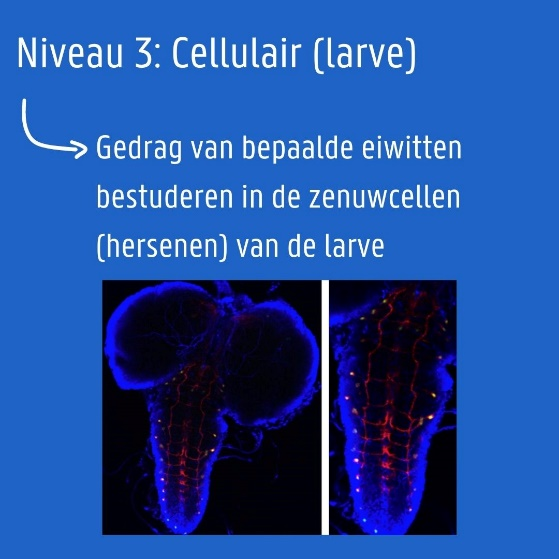 Niveau 3: Cellulair (larve)
Gedrag van bepaalde eiwitten
bestuderen in de zenuwcellen
(hersenen) van de larve